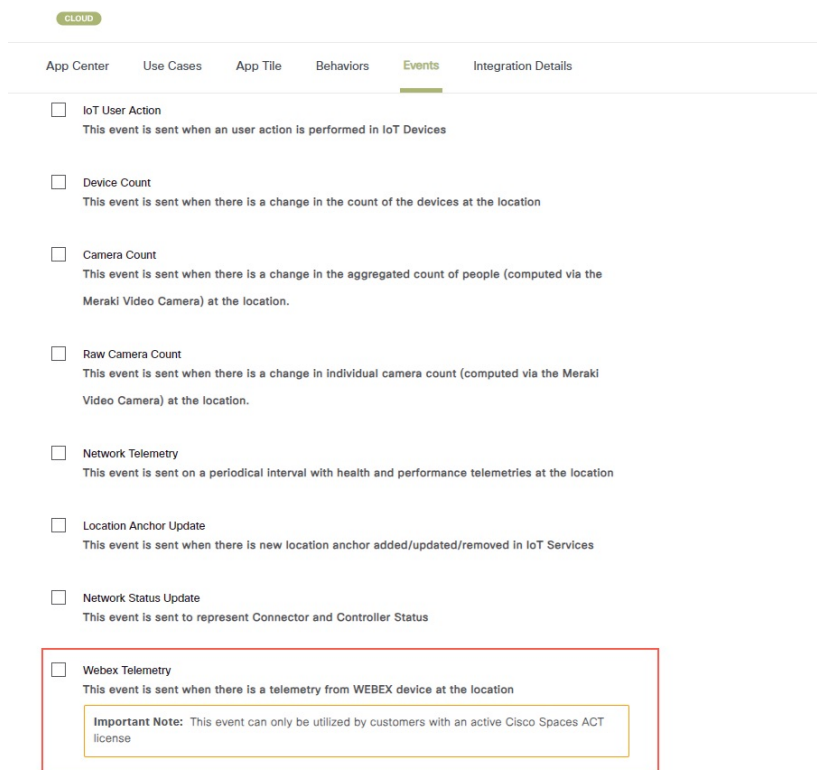 CLOUD
App Center Use Cases App Tile Behaviors Events Integration Details
IoT User Action
This event is sent when an user action is performed in IoT Devices
Device Count
This event is sent when there is a change in the count of the devices at the location
Camera Count
This event is sent when there is a change in the aggregated count of people (computed via the
Meraki Video Camera) at the location.
Raw Camera Count
This event is sent when there is a change in individual camera count (computed via the Meraki
Video Camera) at the location.
Network Telemetry
This event is sent on a periodical interval with health and performance telemetries at the location
Location Anchor Update
This event is sent when there is new location anchor added/updated/removed in IoT Services
Network Status Update
This event is sent to represent Connector and Controller Status
Webex Telemetry
This event is sent when there is a telemetry from WEBEX device at the location
Important Note: This event can only be utilized by customers with an active Cisco Spaces ACT
license